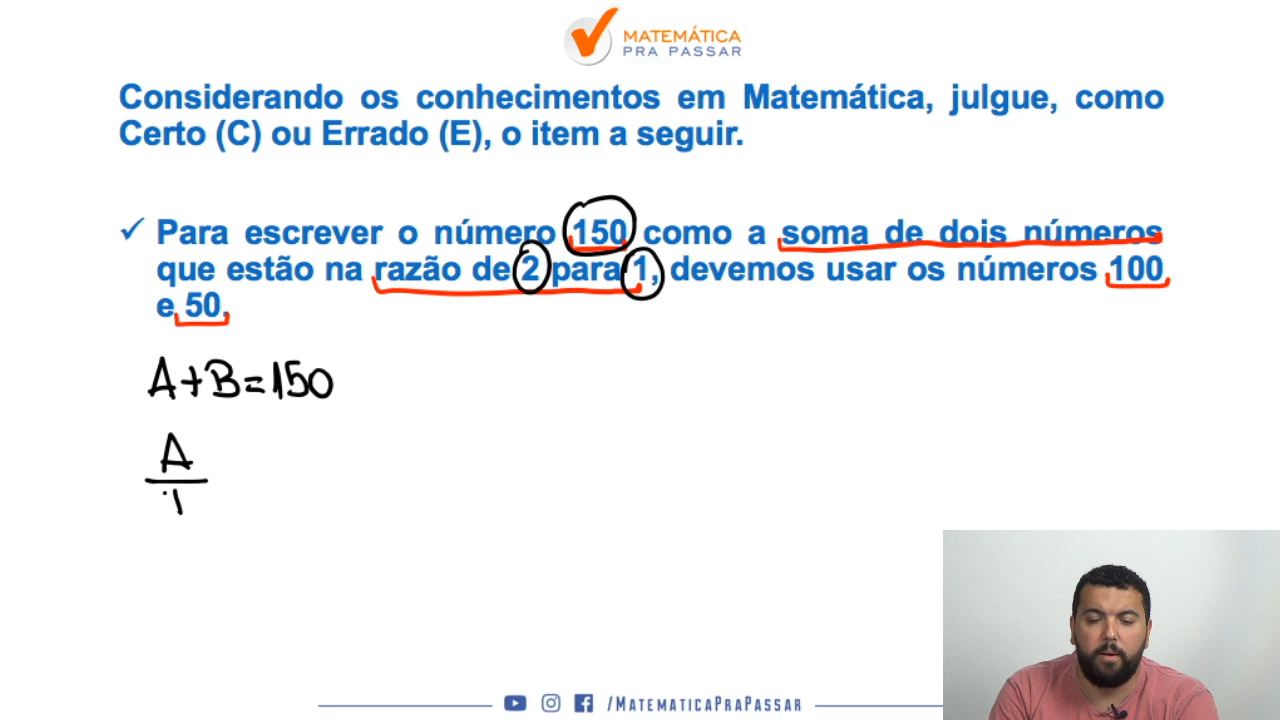 MATEMÁTICA
PRA PASSAR
Considerando os conhecimentos em Matemática, julgue, como
Certo (C) ou Errado (E), o item a seguir.
✓ Para escrever o número 150 como a soma de dois números
que estão na razão de 2 para 1, devemos usar os números 100
e 50.
A+B=150
A
/MATEMATICAPRAPASSAR